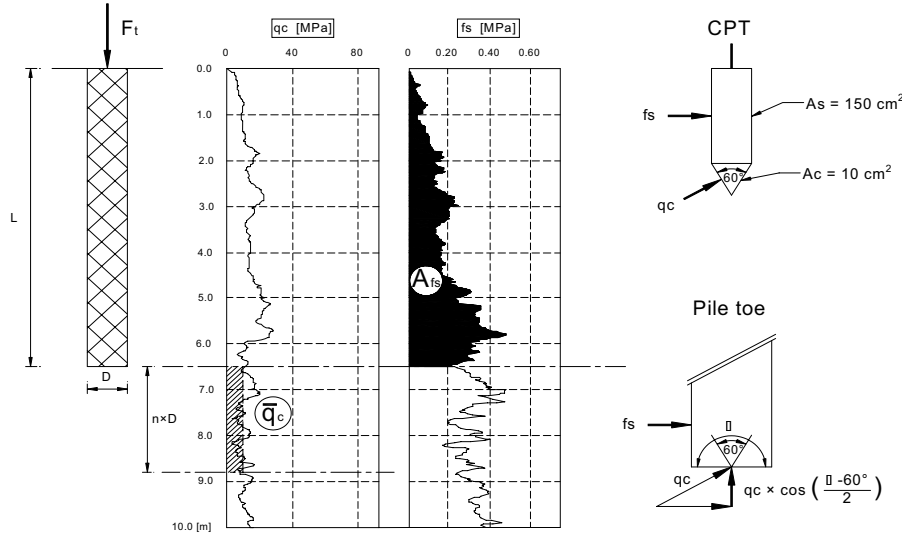 Ft
L
D
n×D
qc [MPa]
0 40 80
fs [MPa]
0 0.20 0.40 0.60
0.0
1.0
2.0
3.0
4.0
5.0
6.0
7.0
8.0
9.0
10.0 [m]
Afs
q̅c
CPT
fs
As = 150 cm²
60°
Ac = 10 cm²
qc
Pile toe
fs
▯
60°
qc
qc × cos ( ▯ -60° / 2 )